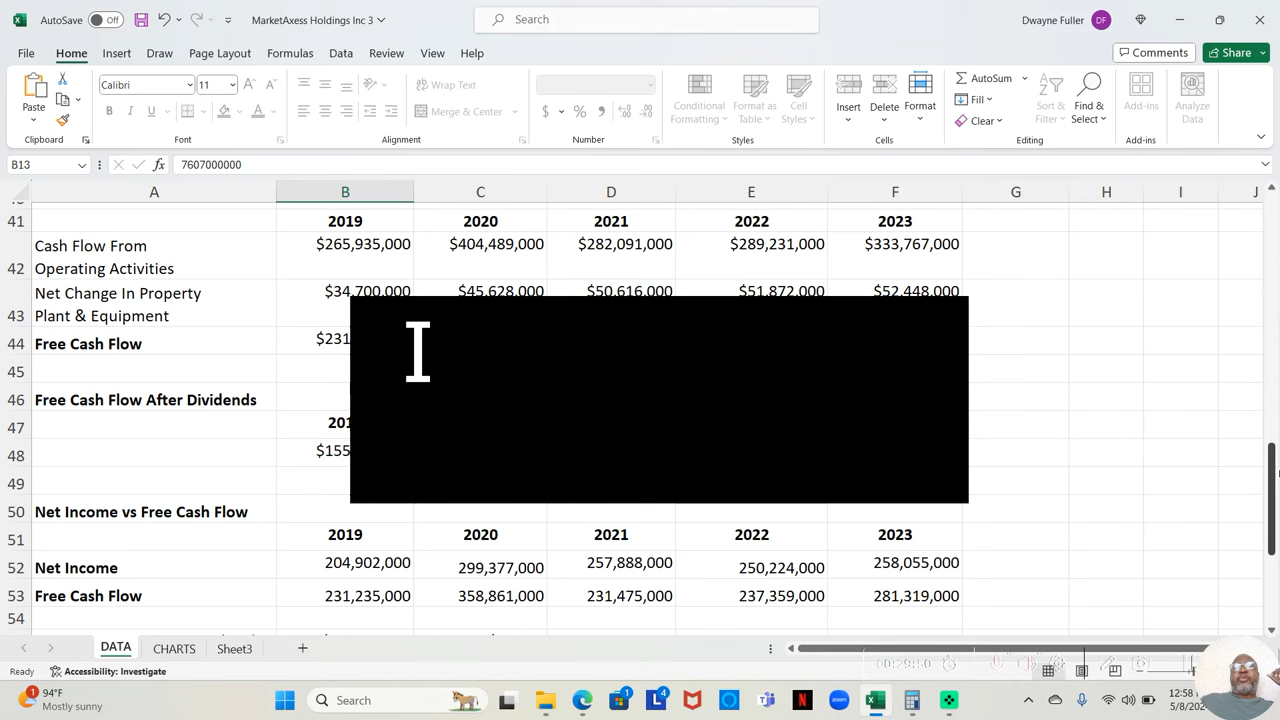 AutoSave Off MarketAxess Holdings Inc 3 Search Dwayne Fuller DF
File Home Insert Draw Page Layout Formulas Data Review View Help Comments Share
Paste Calibri 11 Wrap Text Merge & Center Conditional Formatting Format as Table Cell Styles Insert Delete Format AutoSum Fill Clear Sort & Filter Find & Select Add-ins Analyze Data
B I U $ %
Clipboard Font Alignment Number Styles Cells Editing Add-ins
B13 fx 7607000000
A B C D E F G H I J
41 2019 2020 2021 2022 2023
42 Cash Flow From Operating Activities $265,935,000 $404,489,000 $282,091,000 $289,231,000 $333,767,000
43 Net Change In Property Plant & Equipment $34,700,000 $45,628,000 $50,616,000 $51,872,000 $52,448,000
44 Free Cash Flow $231
45
46 Free Cash Flow After Dividends
47 201
48 $155
49
50 Net Income vs Free Cash Flow
51 2019 2020 2021 2022 2023
52 Net Income 204,902,000 299,377,000 257,888,000 250,224,000 258,055,000
53 Free Cash Flow 231,235,000 358,861,000 231,475,000 237,359,000 281,319,000
54
DATA CHARTS Sheet3
Ready Accessibility: Investigate 00:29:50
94°F
Mostly sunny
Search
12:58
5/8/202